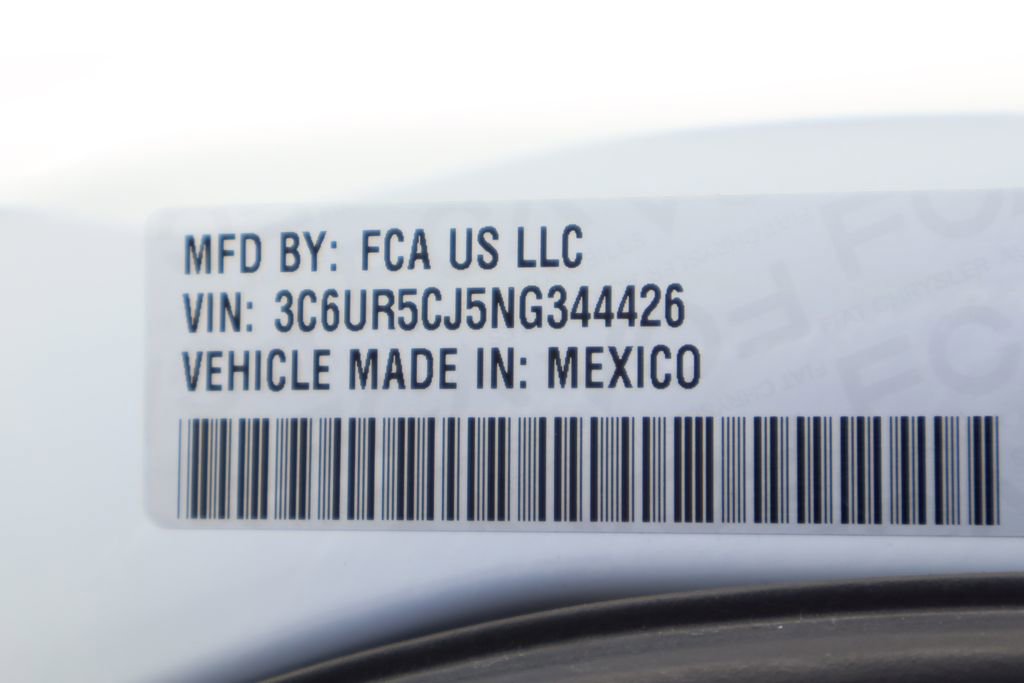 MFD BY: FCA US LLC
VIN: 3C6UR5CJ5NG344426
VEHICLE MADE IN: MEXICO